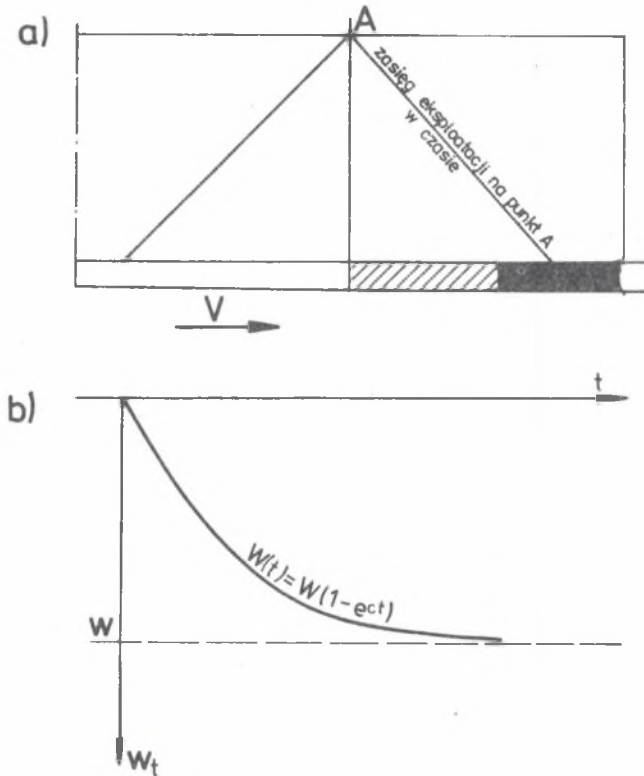 a)
A
zasięg eksploatacji na punkt A
w czasie
V
b)
t
W(t)=W(1-e^ct)
W
Wt